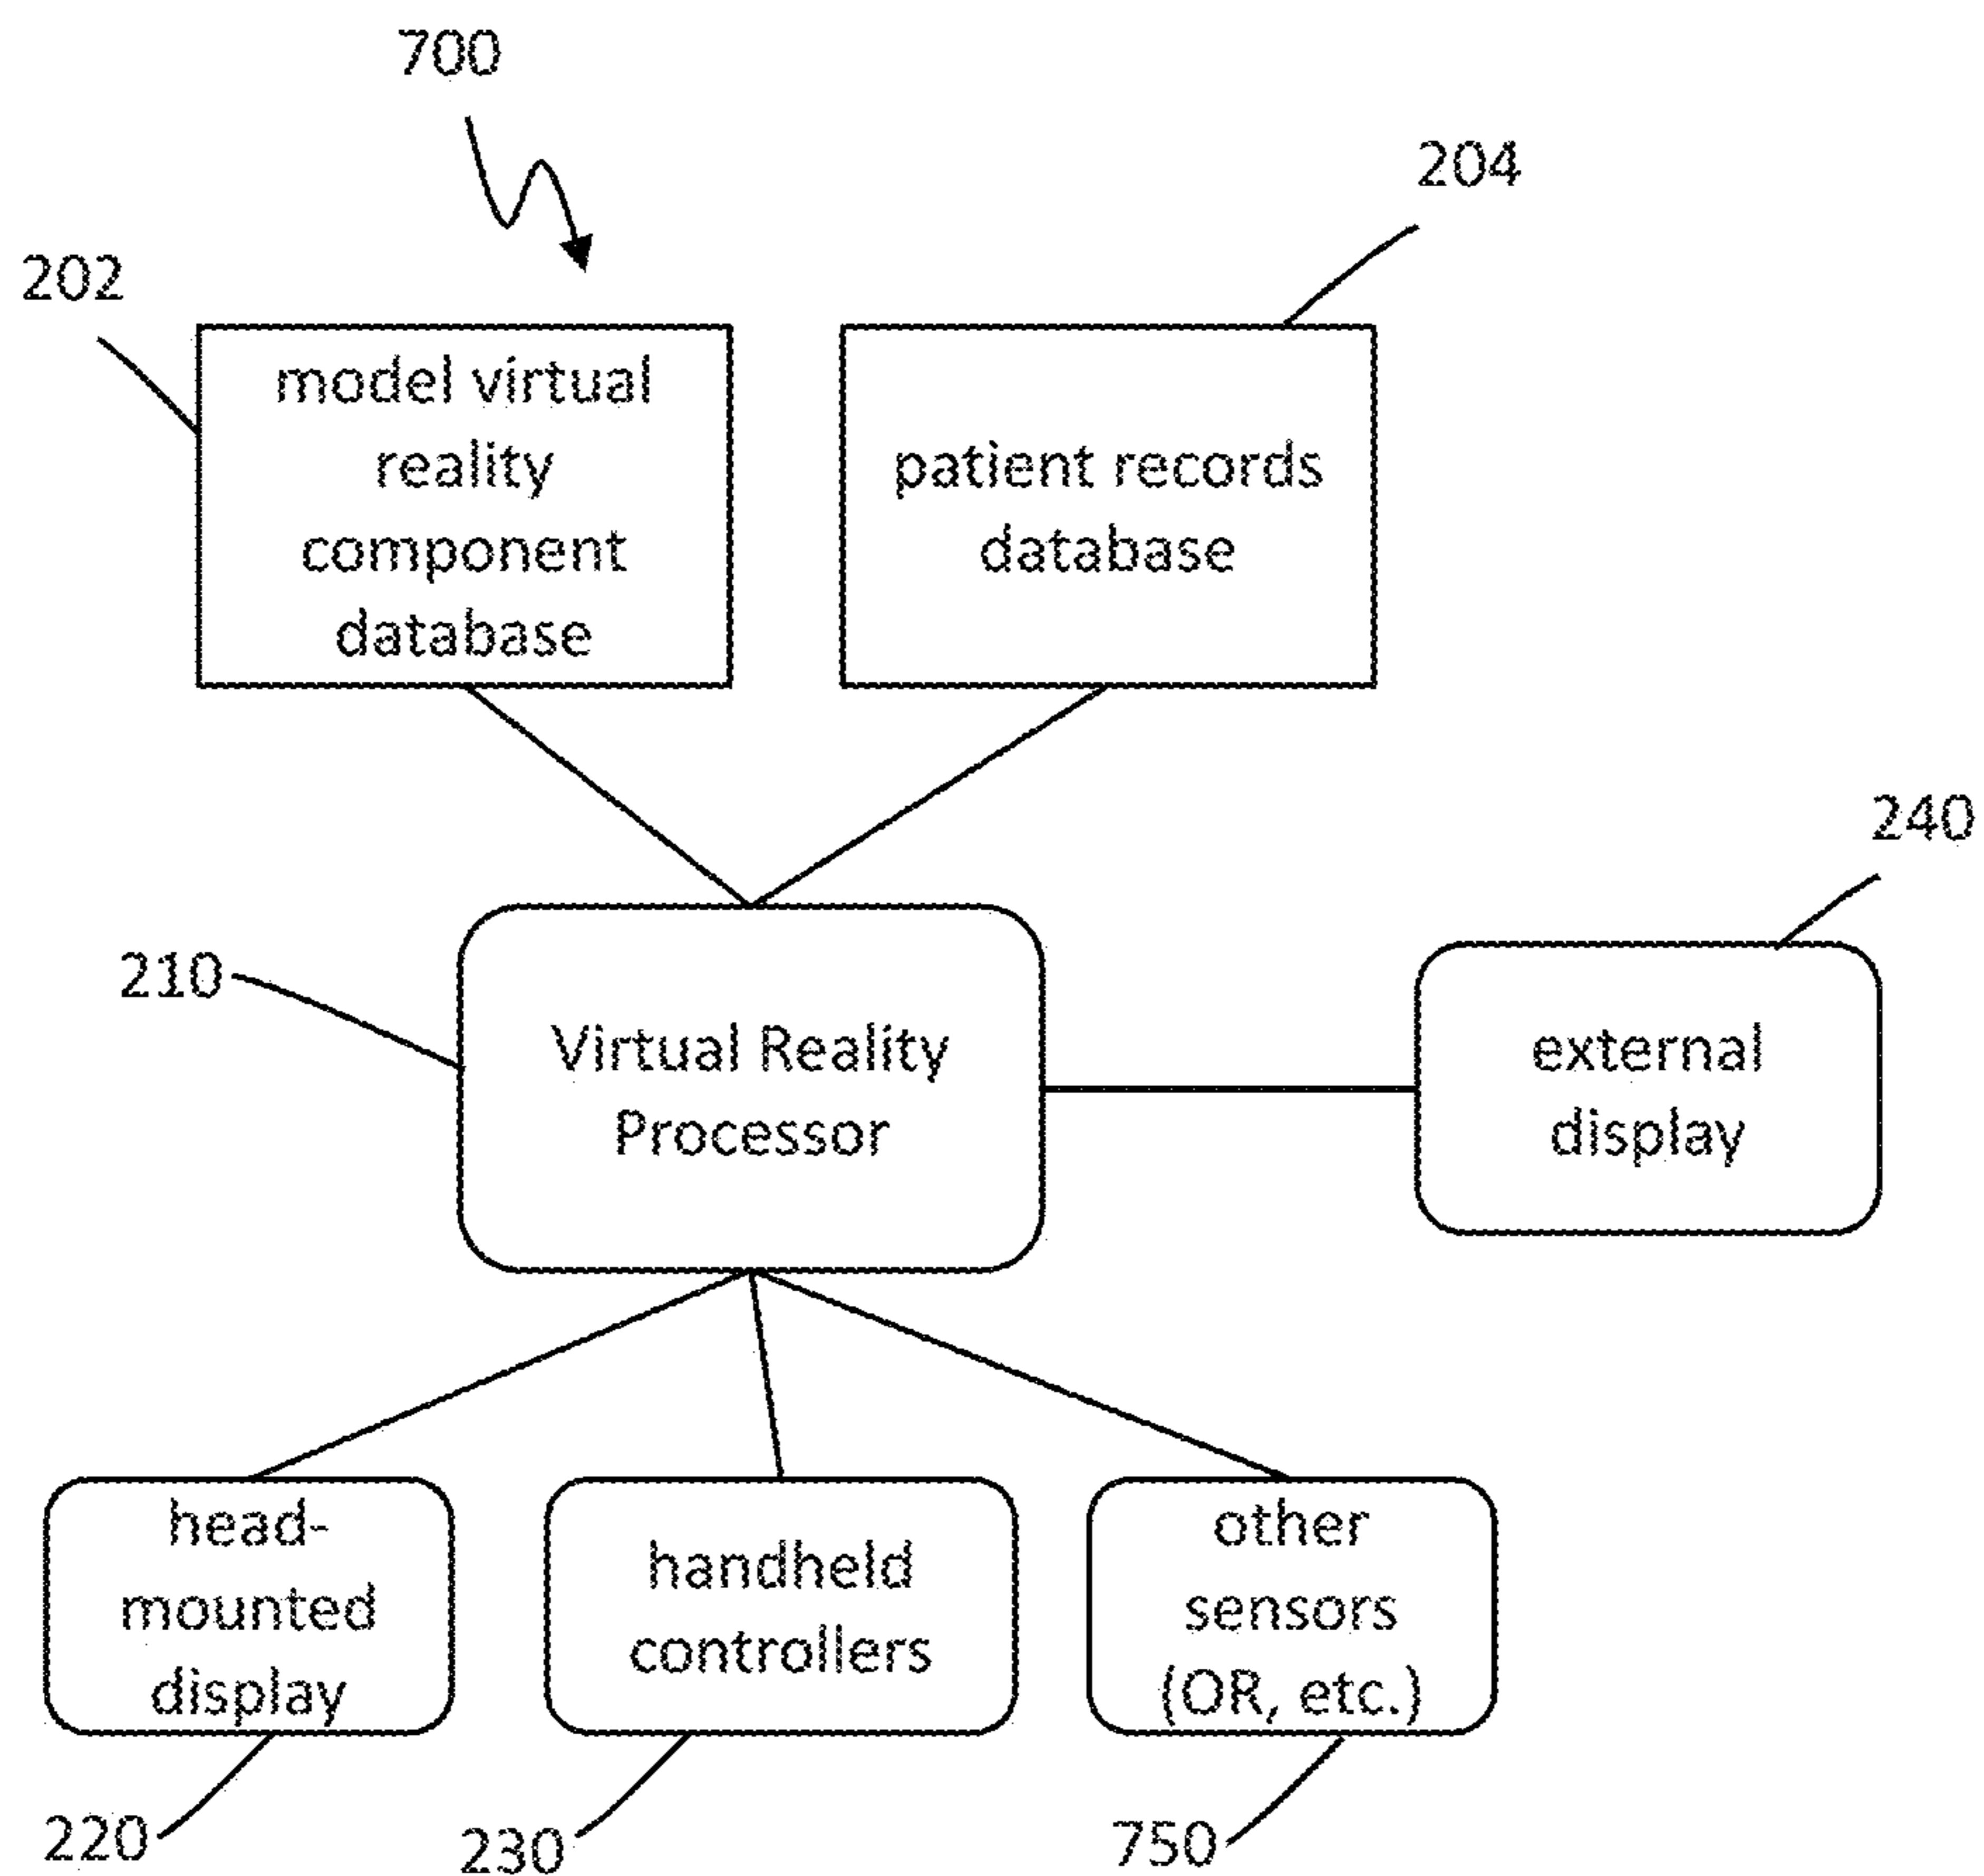 700
204
202
model virtual
reality
component
database
patient records
database
240
210
Virtual Reality
Processor
external
display
head-
mounted
display
handheld
controllers
other
sensors
(OR, etc.)
220
230
750